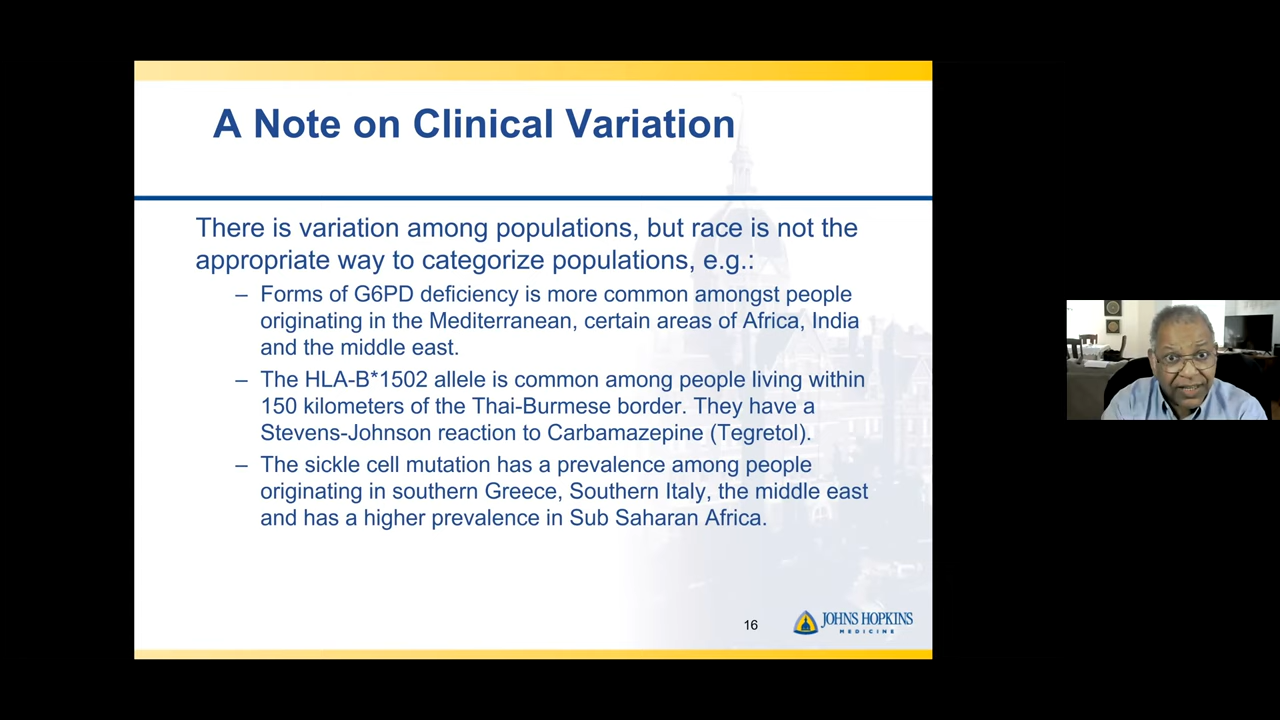 A Note on Clinical Variation
There is variation among populations, but race is not the
appropriate way to categorize populations, e.g.:
– Forms of G6PD deficiency is more common amongst people
originating in the Mediterranean, certain areas of Africa, India
and the middle east.
– The HLA-B*1502 allele is common among people living within
150 kilometers of the Thai-Burmese border. They have a
Stevens-Johnson reaction to Carbamazepine (Tegretol).
– The sickle cell mutation has a prevalence among people
originating in southern Greece, Southern Italy, the middle east
and has a higher prevalence in Sub Saharan Africa.
16
JOHNS HOPKINS
MEDICINE